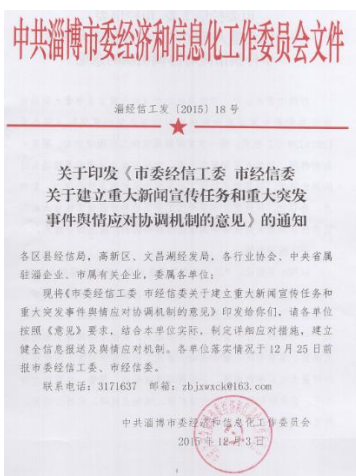 中共淄博市委经济和信息化工作委员会文件
淄经信工发〔2015〕18号
关于印发《市委经信工委 市经信委
关于建立重大新闻宣传任务和重大突发
事件舆情应对协调机制的意见》的通知
各区县经信局，高新区、文昌湖经发局，各行业协会、中央省属
驻淄企业、市属有关企业，委属各单位：
现将《市委经信工委 市经信委关于建立重大新闻宣传任务和
重大突发事件舆情应对协调机制的意见》印发给你们，请各单位
按照《意见》要求，结合本单位实际，制定详细应对措施，建立
健全信息报送及舆情应对机制。各单位落实情况于12月25日前
报市委经信工委、市经信委。
联系电话：3171637 邮箱：zbjxwxck@163.com
中共淄博市委经济和信息化工作委员会
2015年12月3日